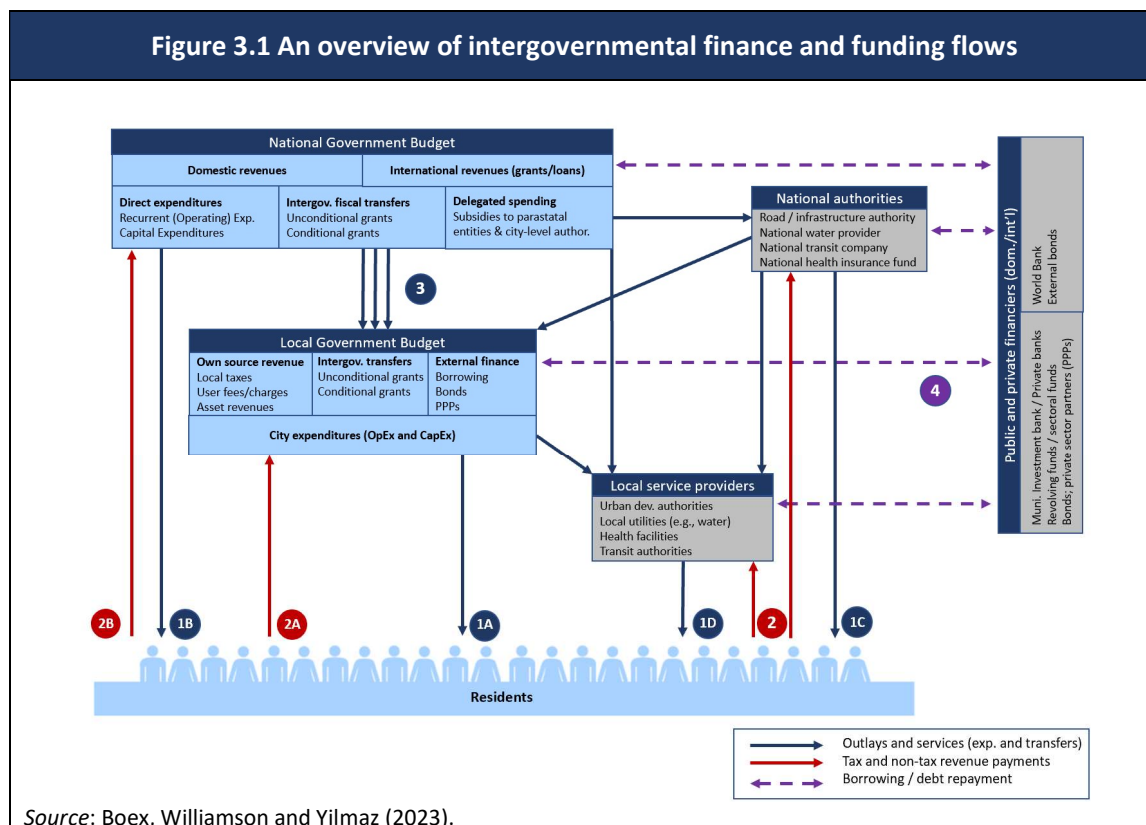 Figure 3.1 An overview of intergovernmental finance and funding flows
National Government Budget
Domestic revenues
International revenues (grants/loans)
Direct expenditures
Recurrent (Operating) Exp.
Capital Expenditures
Intergov. fiscal transfers
Unconditional grants
Conditional grants
Delegated spending
Subsidies to parastatal
entities & city-level author.
National authorities
Road / infrastructure authority
National water provider
National transit company
National health insurance fund
Public and private financiers (dom./int'l)
World Bank
External bonds
Muni. Investment bank / Private banks
Revolving funds / sectoral funds
Bonds; private sector partners (PPPs)
3
Local Government Budget
Own source revenue
Local taxes
User fees/charges
Asset revenues
Intergov. transfers
Unconditional grants
Conditional grants
External finance
Borrowing
Bonds
PPPs
City expenditures (OpEx and CapEx)
4
Local service providers
Urban dev. authorities
Local utilities (e.g., water)
Health facilities
Transit authorities
2B
1B
2A
1A
1D
2
1C
Residents
Outlays and services (exp. and transfers)
Tax and non-tax revenue payments
Borrowing / debt repayment
Source: Boex, Williamson and Yilmaz (2023).